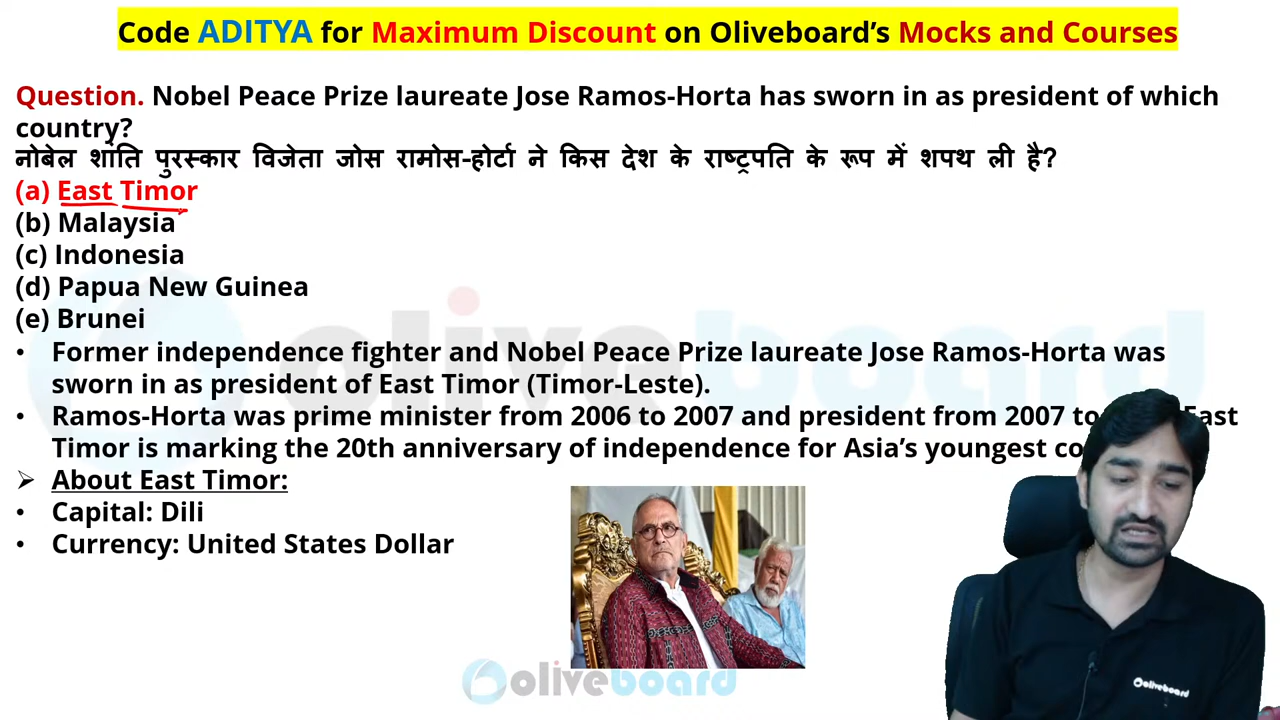 Code ADITYA for Maximum Discount on Oliveboard’s Mocks and Courses
Question. Nobel Peace Prize laureate Jose Ramos-Horta has sworn in as president of which
country?
नोबेल शांति पुरस्कार विजेता जोस रामोस-होर्टा ने किस देश के राष्ट्रपति के रूप में शपथ ली है?
(a) East Timor
(b) Malaysia
(c) Indonesia
(d) Papua New Guinea
(e) Brunei
• Former independence fighter and Nobel Peace Prize laureate Jose Ramos-Horta was
sworn in as president of East Timor (Timor-Leste).
• Ramos-Horta was prime minister from 2006 to 2007 and president from 2007 to East
Timor is marking the 20th anniversary of independence for Asia’s youngest
➢ About East Timor:
• Capital: Dili
• Currency: United States Dollar
oliveboard
oliveboard
oliveboard